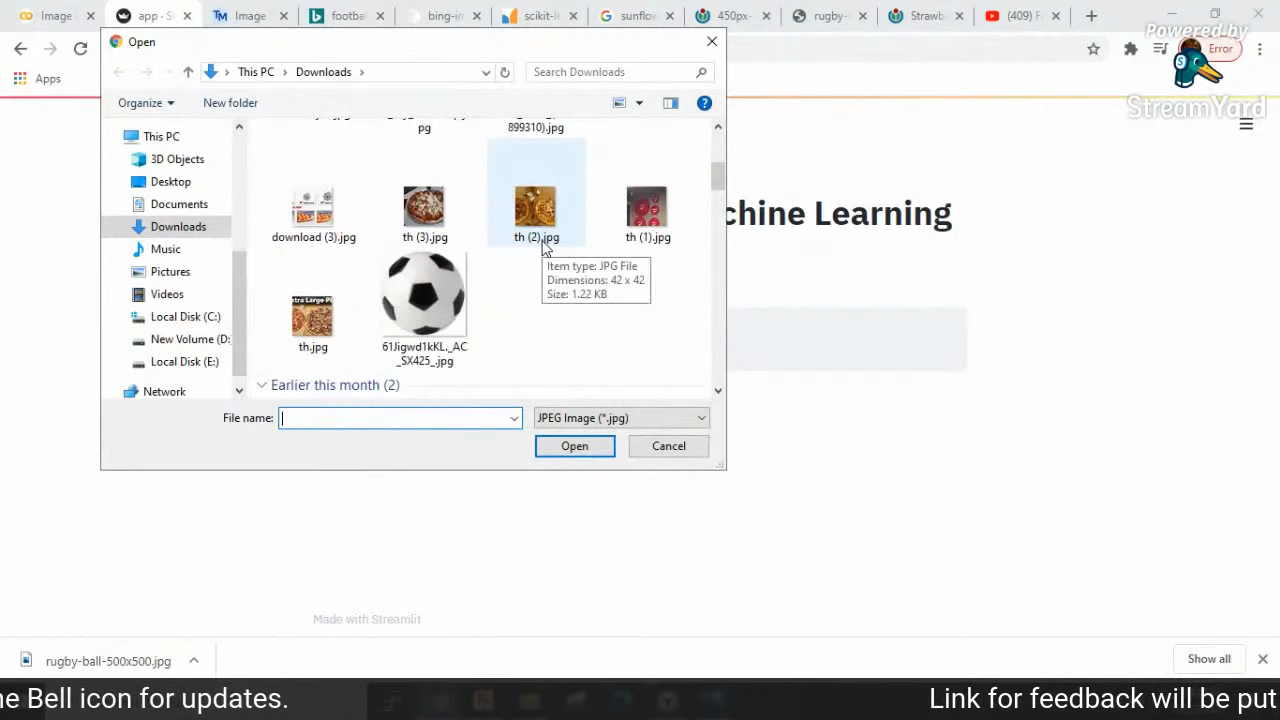 Image
app - S
Image
footba
bing-in
scikit-l
sunflow
450px
rugby-
Strawb
(409) F
Powered by
StreamYard
Error
Apps
Open
This PC
Downloads
Search Downloads
Organize
New folder
This PC
3D Objects
Desktop
Documents
Downloads
Music
Pictures
Videos
Local Disk (C:)
New Volume (D:
Local Disk (E:)
Network
pg
899310).jpg
download (3).jpg
th (3).jpg
th (2).jpg
th (1).jpg
Item type: JPG File
Dimensions: 42 x 42
Size: 1.22 KB
th.jpg
61Jigwd1kKL._AC
_SX425_.jpg
Earlier this month (2)
File name:
JPEG Image (*.jpg)
Open
Cancel
chine Learning
Made with Streamlit
rugby-ball-500x500.jpg
Show all
he Bell icon for updates.
Link for feedback will be put